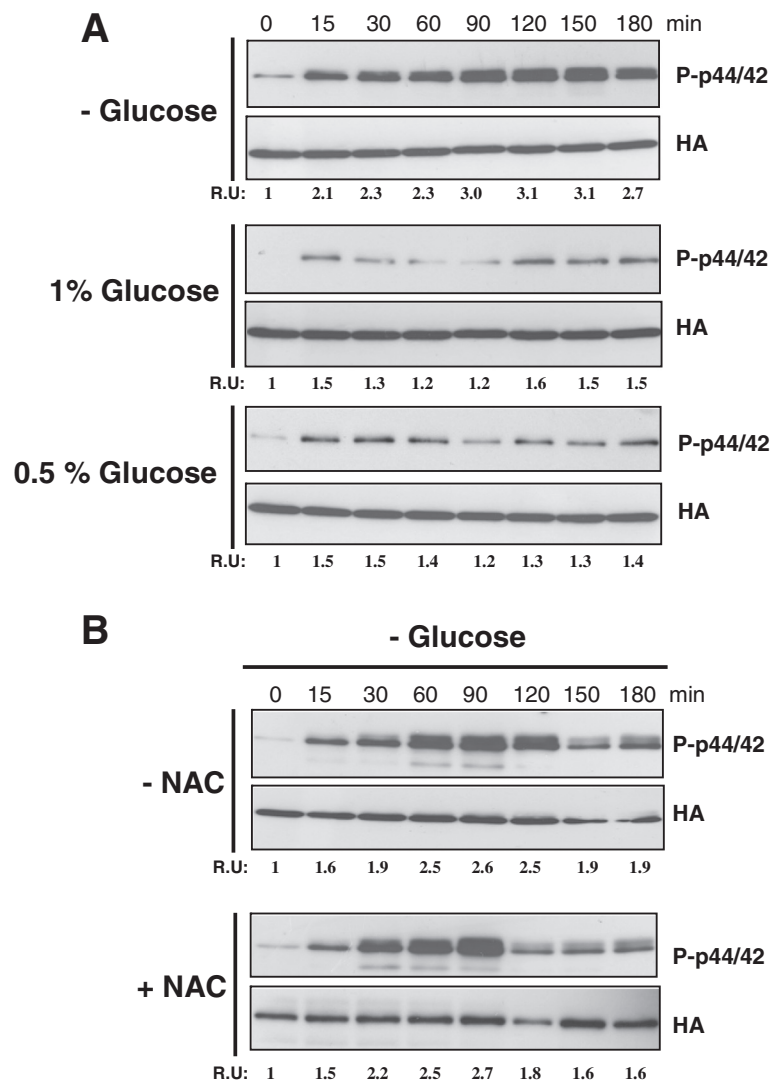 A
0 15 30 60 90 120 150 180 min
- Glucose
P-p44/42
HA
R.U: 1 2.1 2.3 2.3 3.0 3.1 3.1 2.7
1% Glucose
P-p44/42
HA
R.U: 1 1.5 1.3 1.2 1.2 1.6 1.5 1.5
0.5 % Glucose
P-p44/42
HA
R.U: 1 1.5 1.5 1.4 1.2 1.3 1.3 1.4
B
- Glucose
0 15 30 60 90 120 150 180 min
- NAC
P-p44/42
HA
R.U: 1 1.6 1.9 2.5 2.6 2.5 1.9 1.9
+ NAC
P-p44/42
HA
R.U: 1 1.5 2.2 2.5 2.7 1.8 1.6 1.6